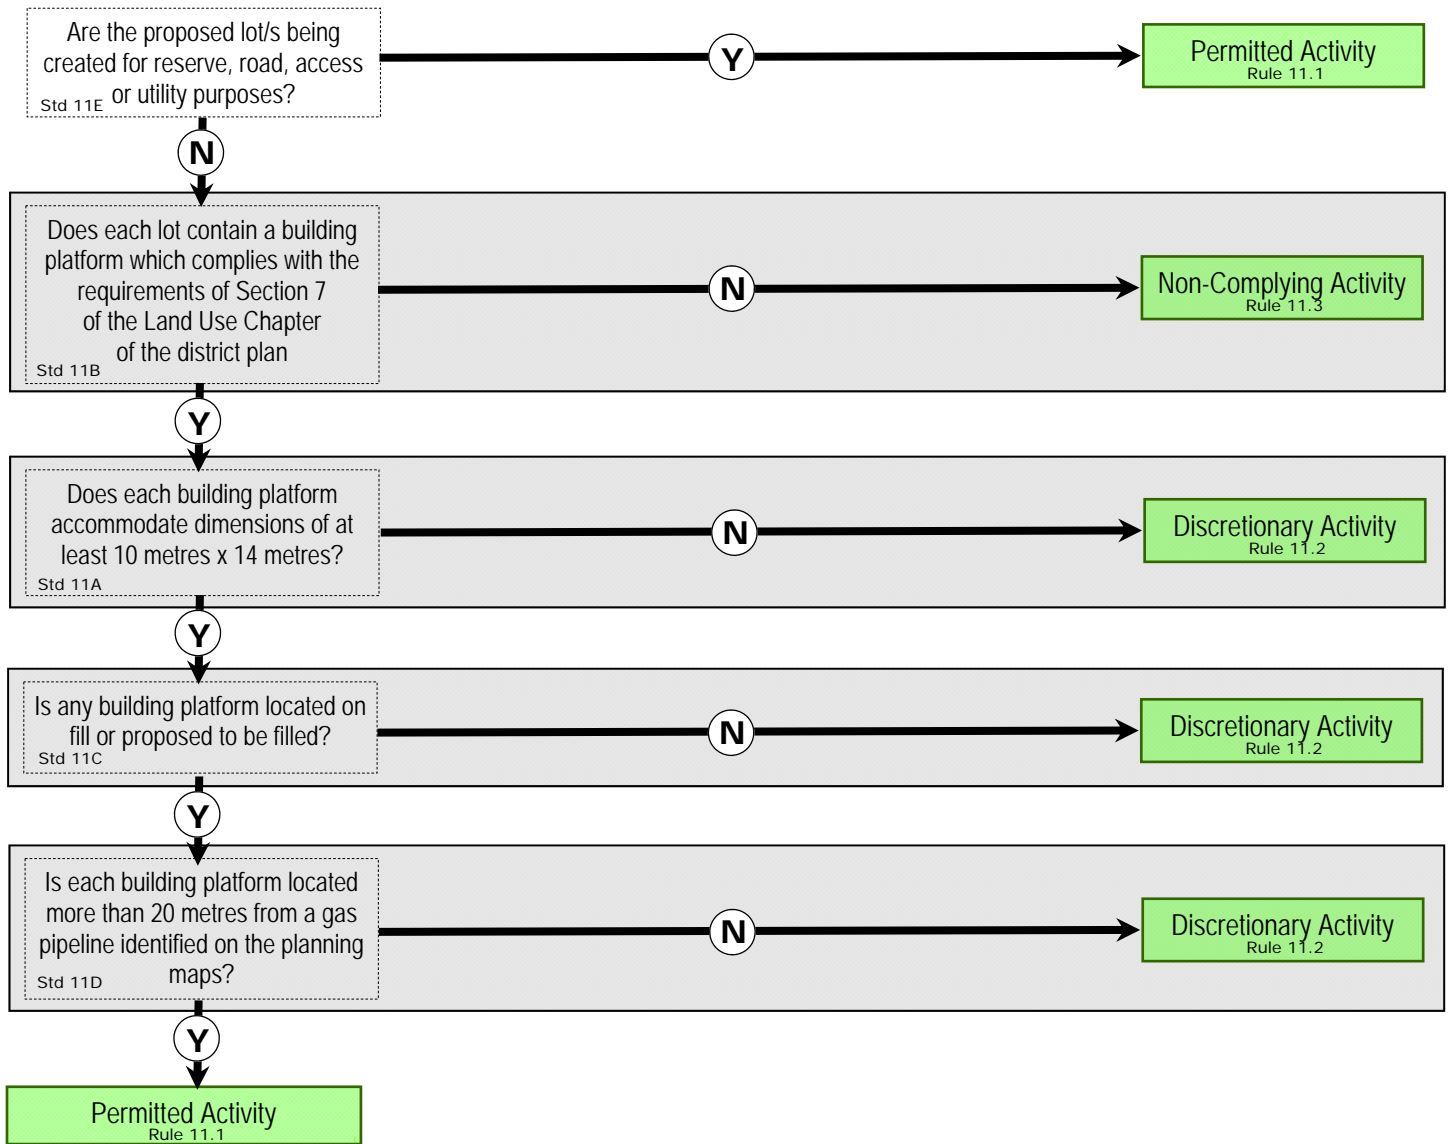 Are the proposed lot/s being
created for reserve, road, access
or utility purposes?
Std 11E
Y
Permitted Activity
Rule 11.1
N
Does each lot contain a building
platform which complies with the
requirements of Section 7
of the Land Use Chapter
of the district plan
Std 11B
N
Non-Complying Activity
Rule 11.3
Y
Does each building platform
accommodate dimensions of at
least 10 metres x 14 metres?
Std 11A
N
Discretionary Activity
Rule 11.2
Y
Is any building platform located on
fill or proposed to be filled?
Std 11C
N
Discretionary Activity
Rule 11.2
Y
Is each building platform located
more than 20 metres from a gas
pipeline identified on the planning
maps?
Std 11D
N
Discretionary Activity
Rule 11.2
Y
Permitted Activity
Rule 11.1